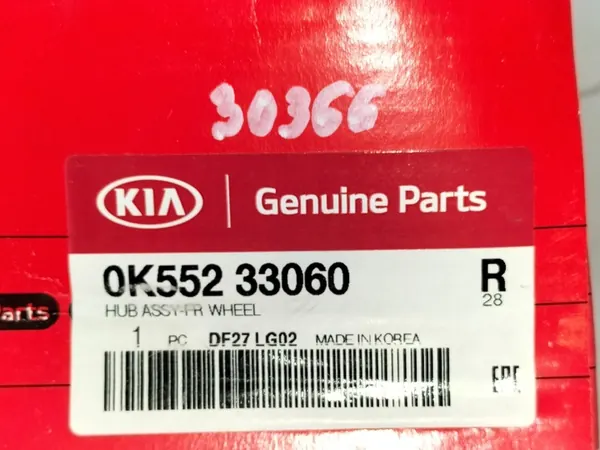 30366
KIA Genuine Parts
0K552 33060 R
28
HUB ASSY-FR WHEEL
1 PC DF27 LG02 MADE IN KOREA
Parts
EAC